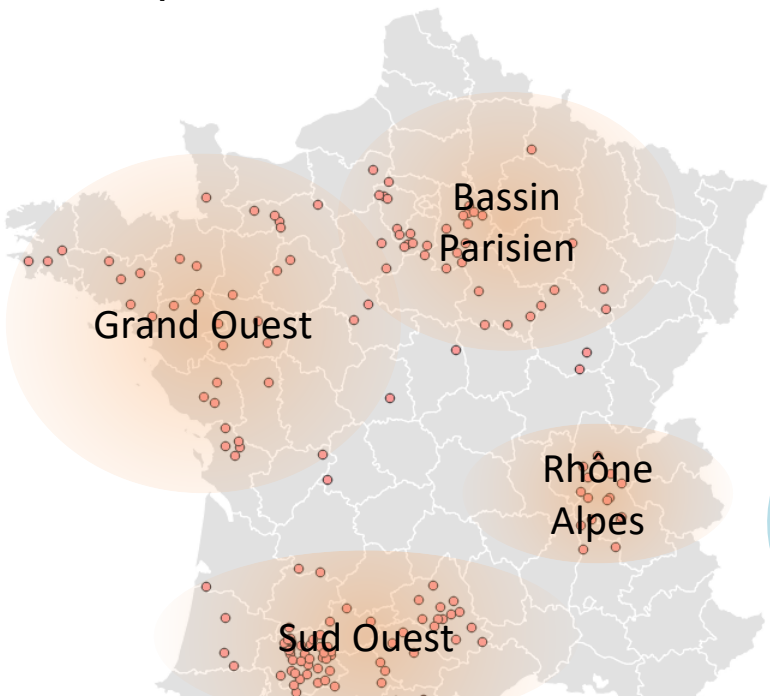 Bassin
Parisien
Grand Ouest
Rhône
Alpes
Sud Ouest